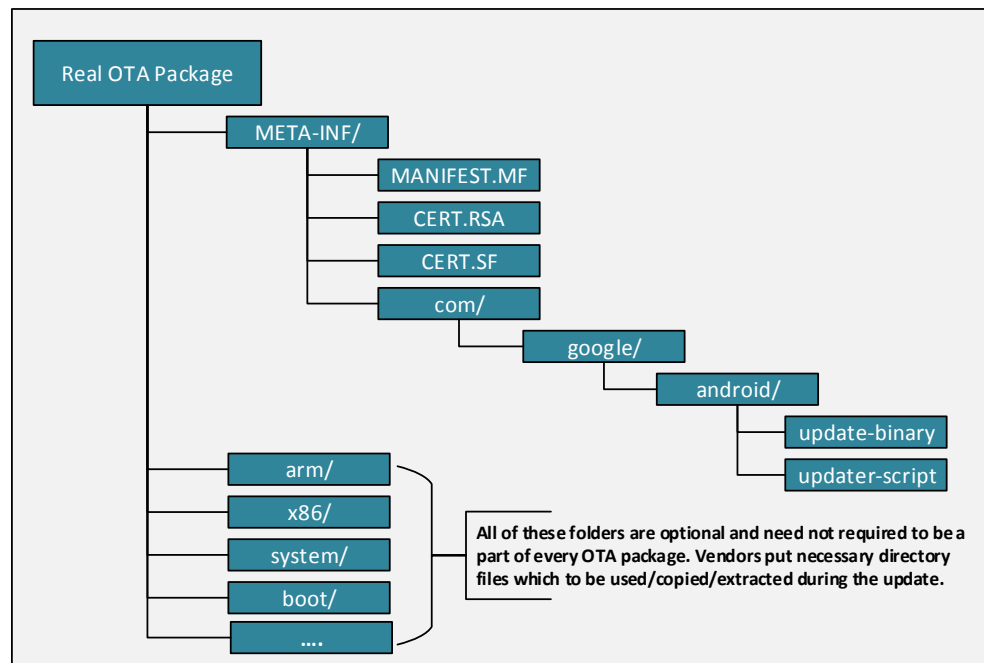 Real OTA Package
META-INF/
MANIFEST.MF
CERT.RSA
CERT.SF
com/
google/
android/
update-binary
updater-script
arm/
x86/
system/
boot/
....
All of these folders are optional and need not required to be a
part of every OTA package. Vendors put necessary directory
files which to be used/copied/extracted during the update.